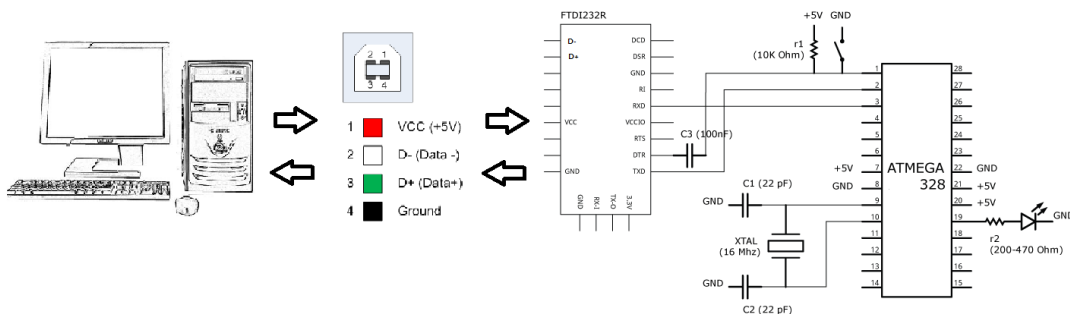 2 1
3 4
1 VCC (+5V)
2 D- (Data -)
3 D+ (Data+)
4 Ground
FTDI232R
D-
D+
VCC
GND
DCD
DSR
GND
RI
RXD
VCCIO
RTS
DTR
TXD
GND
RX-I
TX-O
3.3V
C3 (100nF)
+5V GND
r1
(10K Ohm)
C1 (22 pF)
GND
XTAL
(16 Mhz)
GND
C2 (22 pF)
+5V
GND
1
2
3
4
5
6
7
8
9
10
11
12
13
14
ATMEGA
328
28
27
26
25
24
23
22
21
20
19
18
17
16
15
GND
+5V
+5V
GND
r2
(200-470 Ohm)